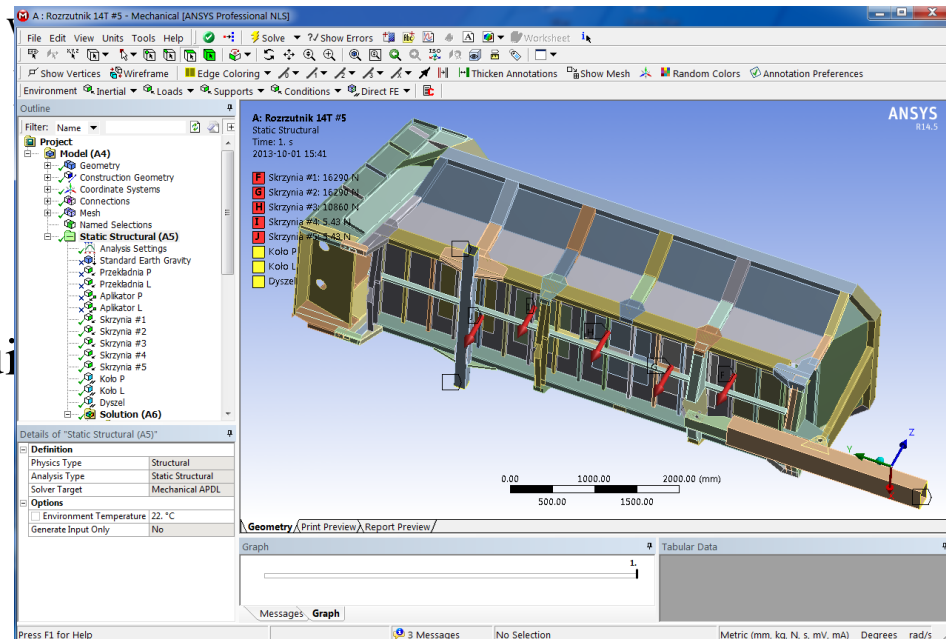 A : Rozrzutnik 14T #5 - Mechanical [ANSYS Professional NLS]
File Edit View Units Tools Help Solve ?/ Show Errors Worksheet
Show Vertices Wireframe Edge Coloring Thicken Annotations Show Mesh Random Colors Annotation Preferences
Environment Inertial Loads Supports Conditions Direct FE
Outline
Filter: Name
Project
Model (A4)
Geometry
Construction Geometry
Coordinate Systems
Connections
Mesh
Named Selections
Static Structural (A5)
Analysis Settings
Standard Earth Gravity
Przekładnia P
Przekładnia L
Aplikator P
Aplikator L
Skrzynia #1
Skrzynia #2
Skrzynia #3
Skrzynia #4
Skrzynia #5
Koło P
Koło L
Dyszel
Solution (A6)
Details of "Static Structural (A5)"
Definition
Physics Type Structural
Analysis Type Static Structural
Solver Target Mechanical APDL
Options
Environment Temperature 22. °C
Generate Input Only No
A: Rozrzutnik 14T #5
Static Structural
Time: 1. s
2013-10-01 15:41
F Skrzynia #1: 16290 N
G Skrzynia #2: 16290 N
H Skrzynia #3: 10860 N
I Skrzynia #4: 5,43 N
J Skrzynia #5: 5,43 N
Koło P
Koło L
Dyszel
ANSYS
R14.5
Z
Y
0.00 1000.00 2000.00 (mm)
500.00 1500.00
Geometry Print Preview Report Preview
Graph
1.
Messages Graph
Tabular Data
Press F1 for Help 3 Messages No Selection Metric (mm, kg, N, s, mV, mA) Degrees rad/s